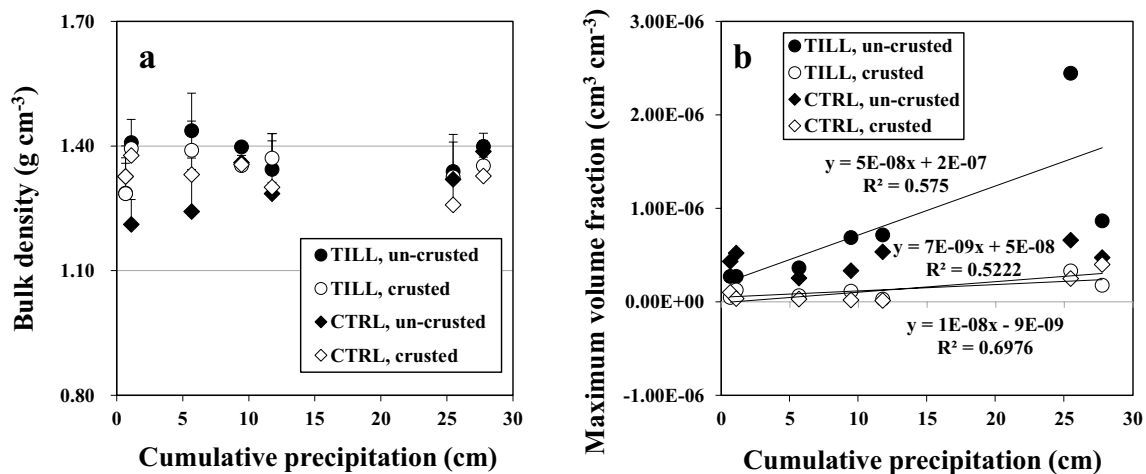 a
Bulk density (g cm⁻³)
1.70
1.40
1.10
0.80
TILL, un-crusted
TILL, crusted
CTRL, un-crusted
CTRL, crusted
0 5 10 15 20 25 30
Cumulative precipitation (cm)
b
Maximum volume fraction (cm³ cm⁻³)
3.00E-06
2.00E-06
1.00E-06
0.00E+00
-1.00E-06
TILL, un-crusted
TILL, crusted
CTRL, un-crusted
CTRL, crusted
y = 5E-08x + 2E-07
R² = 0.575
y = 7E-09x + 5E-08
R² = 0.5222
y = 1E-08x - 9E-09
R² = 0.6976
0 5 10 15 20 25 30
Cumulative precipitation (cm)